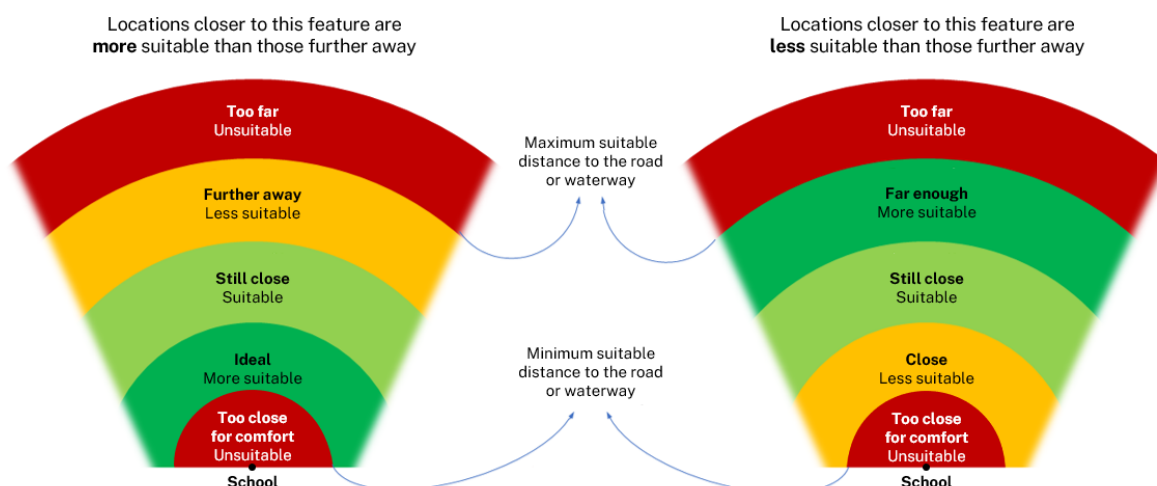 Locations closer to this feature are
more suitable than those further away
Too far
Unsuitable
Further away
Less suitable
Still close
Suitable
Ideal
More suitable
Too close
for comfort
Unsuitable
School
Maximum suitable
distance to the road
or waterway
Minimum suitable
distance to the road
or waterway
Locations closer to this feature are
less suitable than those further away
Too far
Unsuitable
Far enough
More suitable
Still close
Suitable
Close
Less suitable
Too close
for comfort
Unsuitable
School